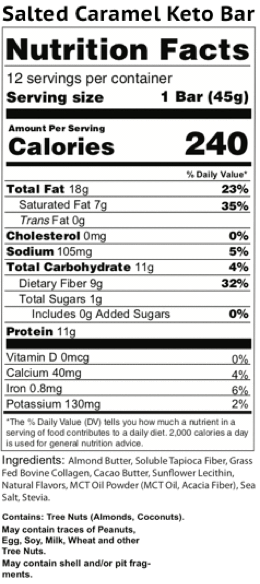 Salted Caramel Keto Bar
Nutrition Facts
12 servings per container
Serving size 1 Bar (45g)
Amount Per Serving
Calories 240
% Daily Value*
Total Fat 18g 23%
Saturated Fat 7g 35%
Trans Fat 0g
Cholesterol 0mg 0%
Sodium 105mg 5%
Total Carbohydrate 11g 4%
Dietary Fiber 9g 32%
Total Sugars 1g
Includes 0g Added Sugars 0%
Protein 11g
Vitamin D 0mcg 0%
Calcium 40mg 4%
Iron 0.8mg 6%
Potassium 130mg 2%
*The % Daily Value (DV) tells you how much a nutrient in a
serving of food contributes to a daily diet. 2,000 calories a day
is used for general nutrition advice.
Ingredients: Almond Butter, Soluble Tapioca Fiber, Grass
Fed Bovine Collagen, Cacao Butter, Sunflower Lecithin,
Natural Flavors, MCT Oil Powder (MCT Oil, Acacia Fiber), Sea
Salt, Stevia.
Contains: Tree Nuts (Almonds, Coconuts).
May contain traces of Peanuts,
Egg, Soy, Milk, Wheat and other
Tree Nuts.
May contain shell and/or pit frag-
ments.